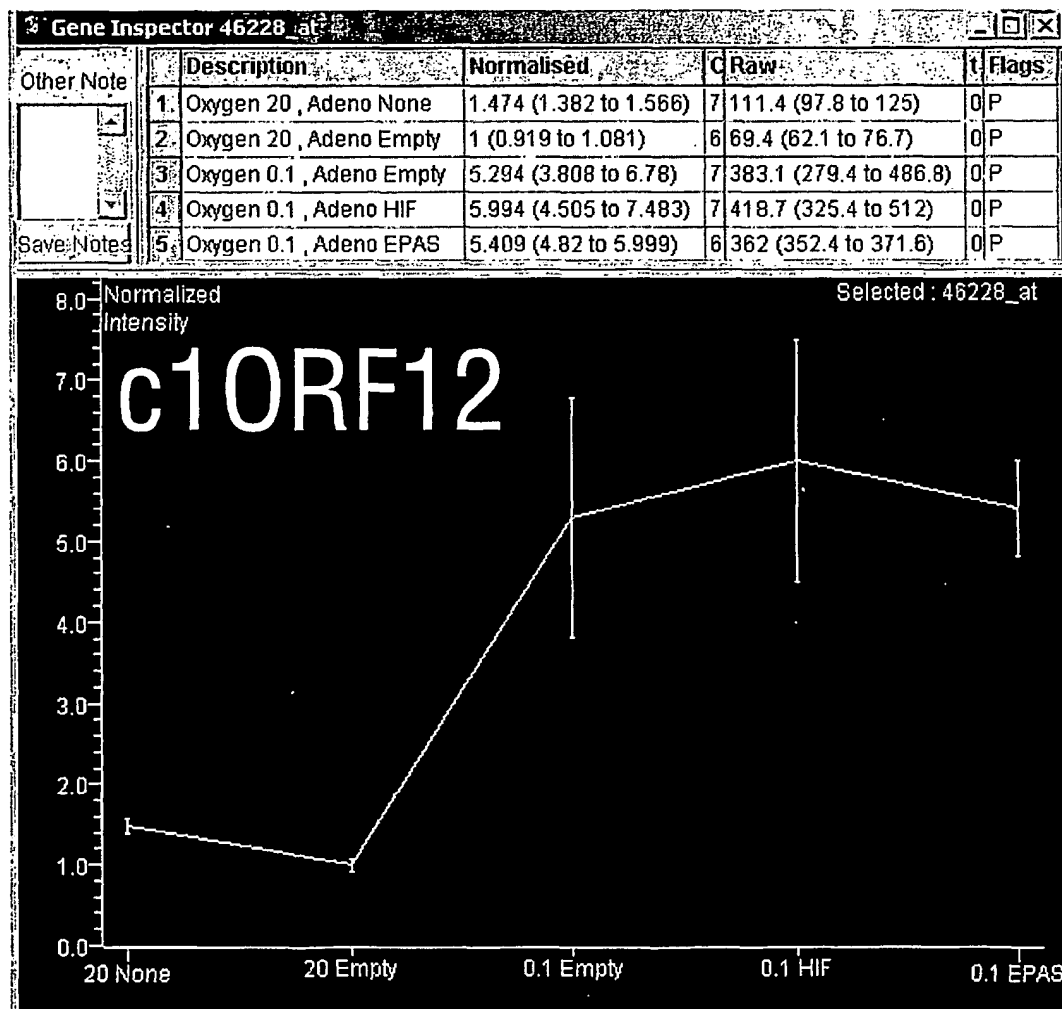 Gene Inspector 46228_at
Other Note
Save Notes
Description Normalised C Raw t Flags
1. Oxygen 20 , Adeno None 1.474 (1.382 to 1.566) 7 111.4 (97.8 to 125) 0 P
2. Oxygen 20 , Adeno Empty 1 (0.919 to 1.081) 6 69.4 (62.1 to 76.7) 0 P
3. Oxygen 0.1 , Adeno Empty 5.294 (3.808 to 6.78) 7 383.1 (279.4 to 486.8) 0 P
4. Oxygen 0.1 , Adeno HIF 5.994 (4.505 to 7.483) 7 418.7 (325.4 to 512) 0 P
5. Oxygen 0.1 , Adeno EPAS 5.409 (4.82 to 5.999) 6 362 (352.4 to 371.6) 0 P
Normalized
Intensity
Selected : 46228_at
c1ORF12
8.0
7.0
6.0
5.0
4.0
3.0
2.0
1.0
0.0
20 None 20 Empty 0.1 Empty 0.1 HIF 0.1 EPAS